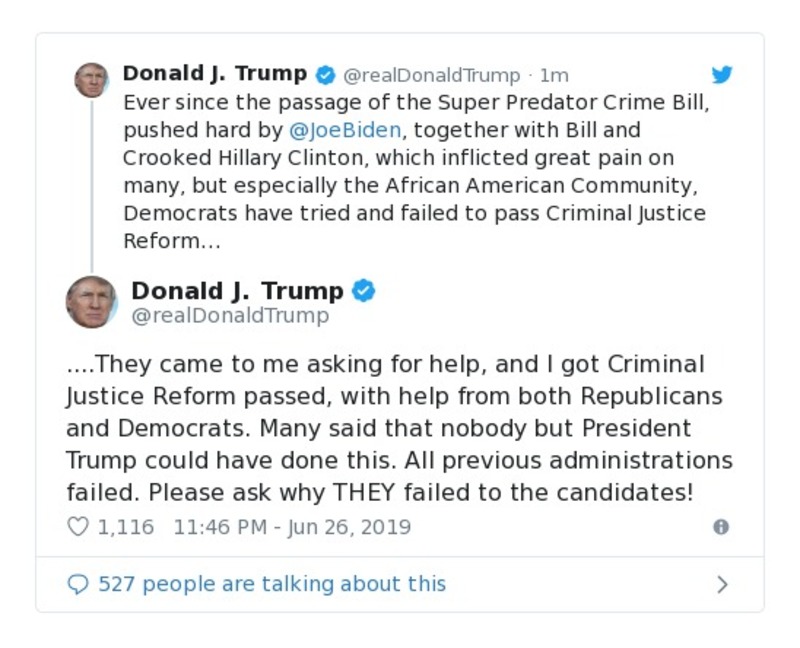 Donald J. Trump @realDonaldTrump · 1m
Ever since the passage of the Super Predator Crime Bill,
pushed hard by @JoeBiden, together with Bill and
Crooked Hillary Clinton, which inflicted great pain on
many, but especially the African American Community,
Democrats have tried and failed to pass Criminal Justice
Reform...
Donald J. Trump
@realDonaldTrump
....They came to me asking for help, and I got Criminal
Justice Reform passed, with help from both Republicans
and Democrats. Many said that nobody but President
Trump could have done this. All previous administrations
failed. Please ask why THEY failed to the candidates!
1,116 11:46 PM - Jun 26, 2019
527 people are talking about this